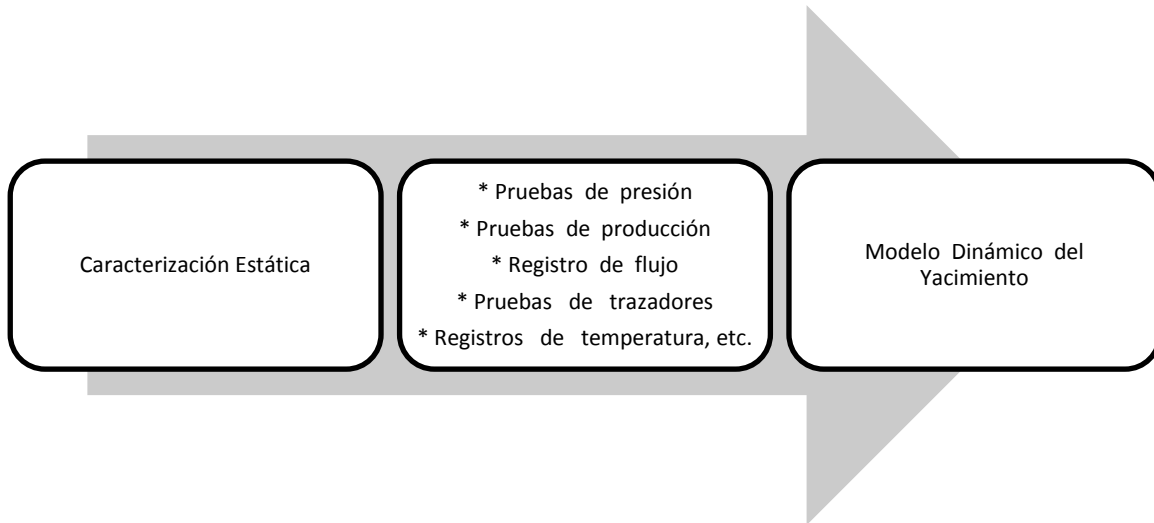 Caracterización Estática
* Pruebas de presión
* Pruebas de producción
* Registro de flujo
* Pruebas de trazadores
* Registros de temperatura, etc.
Modelo Dinámico del
Yacimiento